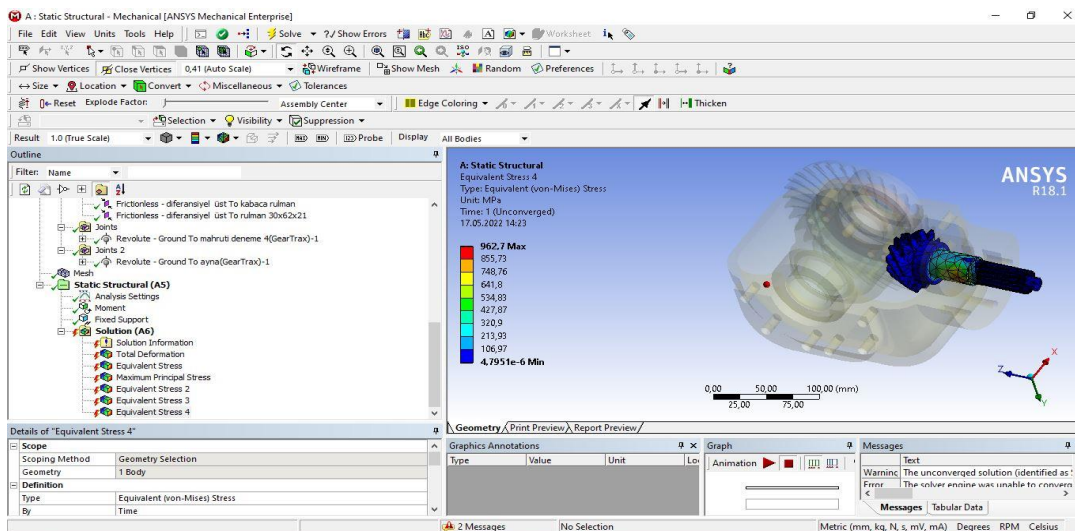 A : Static Structural - Mechanical [ANSYS Mechanical Enterprise]
File Edit View Units Tools Help Solve ?/ Show Errors Worksheet
Show Vertices Close Vertices 0,41 (Auto Scale) Wireframe Show Mesh Random Preferences
Size Location Convert Miscellaneous Tolerances
Reset Explode Factor: Assembly Center Edge Coloring Thicken
Selection Visibility Suppression
Result 1.0 (True Scale) Probe Display All Bodies
Outline
Filter: Name
Frictionless - diferansiyel üst To kabaca rulman
Frictionless - diferansiyel üst To rulman 30x62x21
Joints
Revolute - Ground To mahruti deneme 4(GearTrax)-1
Joints 2
Revolute - Ground To ayna(GearTrax)-1
Mesh
Static Structural (A5)
Analysis Settings
Moment
Fixed Support
Solution (A6)
Solution Information
Total Deformation
Equivalent Stress
Maximum Principal Stress
Equivalent Stress 2
Equivalent Stress 3
Equivalent Stress 4
Details of "Equivalent Stress 4"
Scope
Scoping Method Geometry Selection
Geometry 1 Body
Definition
Type Equivalent (von-Mises) Stress
By Time
A: Static Structural
Equivalent Stress 4
Type: Equivalent (von-Mises) Stress
Unit: MPa
Time: 1 (Unconverged)
17.05.2022 14:23
962,7 Max
855,73
748,76
641,8
534,83
427,87
320,9
213,93
106,97
4,7951e-6 Min
ANSYS
R18.1
X
Z
Y
0,00 50,00 100,00 (mm)
25,00 75,00
Geometry Print Preview Report Preview
Graphics Annotations
Type Value Unit Lo
Graph
Animation
Messages
Text
Warning The unconverged solution (identified as
Error The solver engine was unable to converg
Messages Tabular Data
2 Messages No Selection Metric (mm, kg, N, s, mV, mA) Degrees RPM Celsius